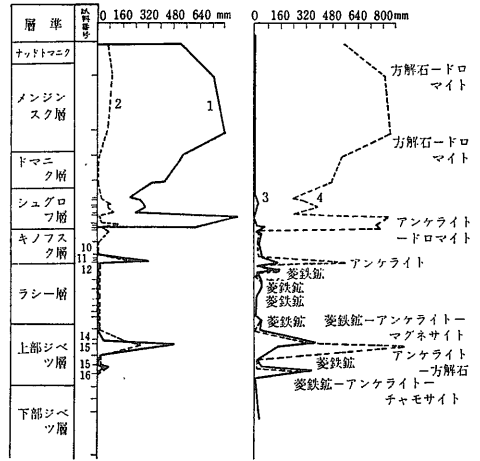 層準
試料番号
0 160 320 480 mm
0 160 320 480 800mm
ナッドトマニク
メンジンスク層
ドマニク層
シュグロフ層
キノフスク層
ラシー層
上部ジベツ層
下部ジベツ層
10
11
12
14
15
15
16
1
2
3
4
方解石ードロマイト
方解石ードロマイト
アンケライトードロマイト
アンケライト
菱鉄鉱
菱鉄鉱
菱鉄鉱
菱鉄鉱
菱鉄鉱ーアンケライトーマグネサイト
アンケライトー方解石
菱鉄鉱
菱鉄鉱ーアンケライトーチャモサイト